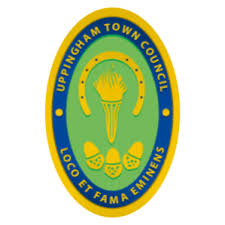 UPPINGHAM TOWN COUNCIL
LOCO ET FAMA EMINENS